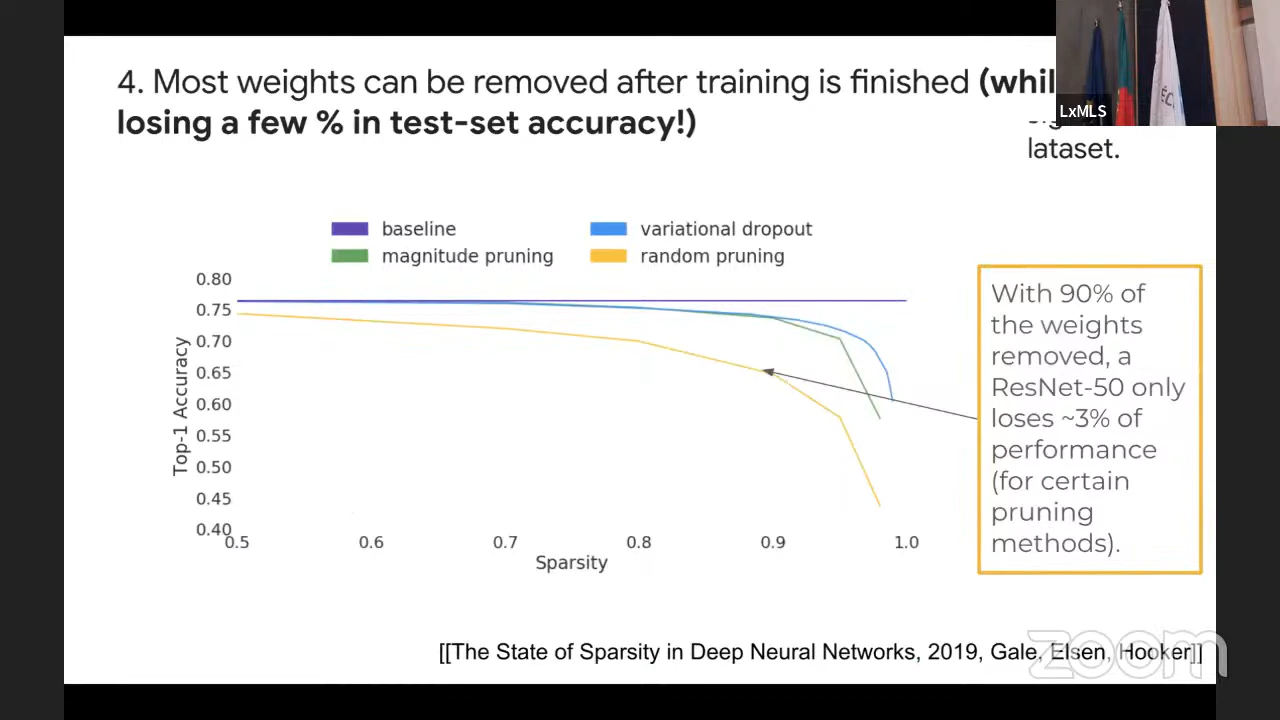 4. Most weights can be removed after training is finished (whil
losing a few % in test-set accuracy!)
LxMLS
lataset.
baseline
variational dropout
magnitude pruning
random pruning
0.80
0.75
0.70
0.65
0.60
0.55
0.50
0.45
0.40
Top-1 Accuracy
0.5
0.6
0.7
0.8
0.9
1.0
Sparsity
With 90% of
the weights
removed, a
ResNet-50 only
loses ~3% of
performance
(for certain
pruning
methods).
[[The State of Sparsity in Deep Neural Networks, 2019, Gale, Elsen, Hooker]]
zoom